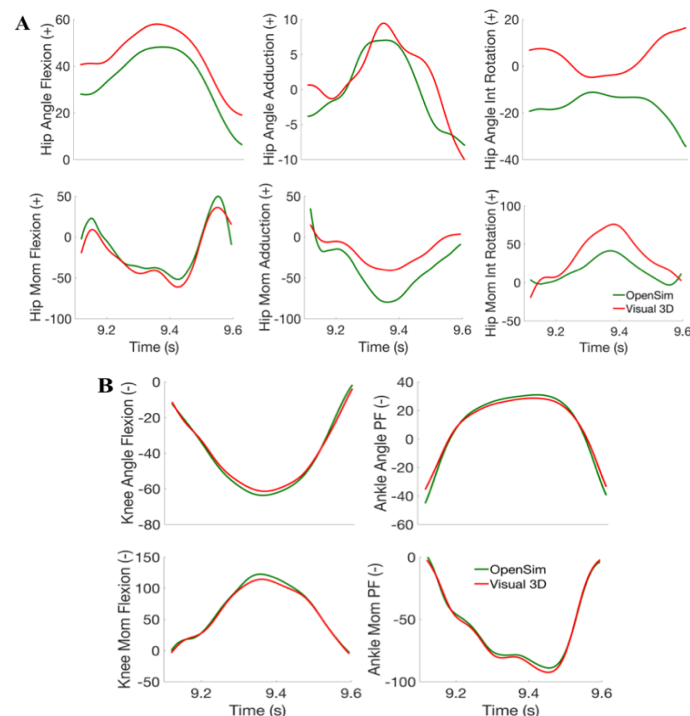 A
Hip Angle Flexion (+)
60
40
20
0
Hip Angle Adduction (+)
10
5
0
-5
-10
Hip Angle Int Rotation (+)
20
0
-20
-40
Hip Mom Flexion (+)
50
0
-50
-100
9.2 9.4 9.6
Time (s)
Hip Mom Adduction (+)
50
0
-50
-100
9.2 9.4 9.6
Time (s)
Hip Mom Int Rotation (+)
100
50
0
-50
OpenSim
Visual 3D
9.2 9.4 9.6
Time (s)
B
Knee Angle Flexion (-)
0
-20
-40
-60
-80
Ankle Angle PF (-)
40
20
0
-20
-40
-60
Knee Mom Flexion (-)
150
100
50
0
-50
9.2 9.4 9.6
Time (s)
Ankle Mom PF (-)
0
-50
-100
OpenSim
Visual 3D
9.2 9.4 9.6
Time (s)